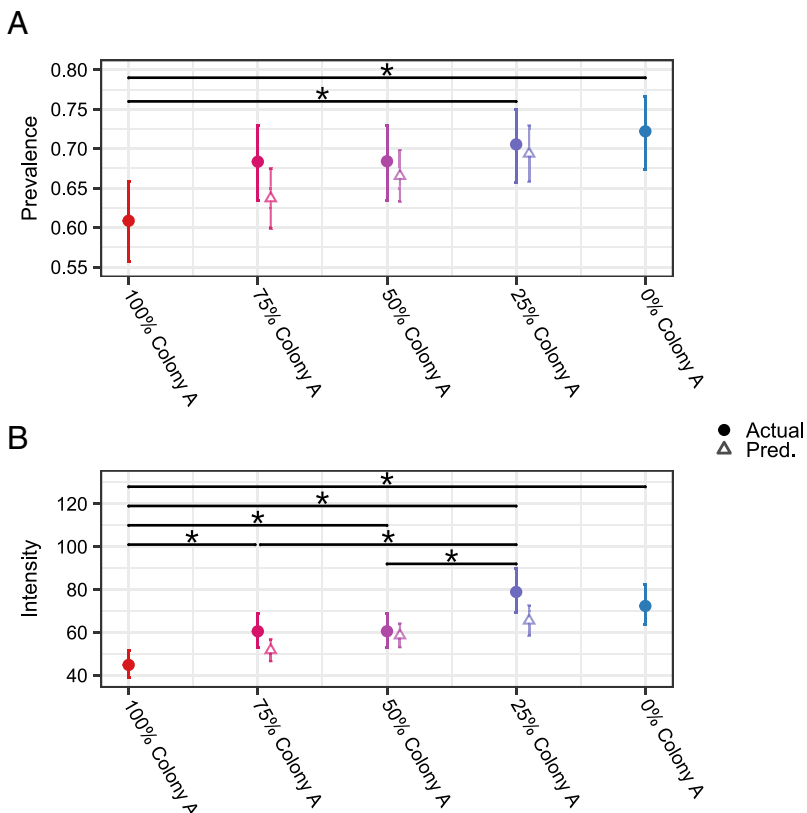 A
*
*
0.80
0.75
0.70
0.65
0.60
0.55
Prevalence
100% Colony A
75% Colony A
50% Colony A
25% Colony A
0% Colony A
B
Actual
Pred.
*
*
*
* *
*
120
100
80
60
40
Intensity
100% Colony A
75% Colony A
50% Colony A
25% Colony A
0% Colony A